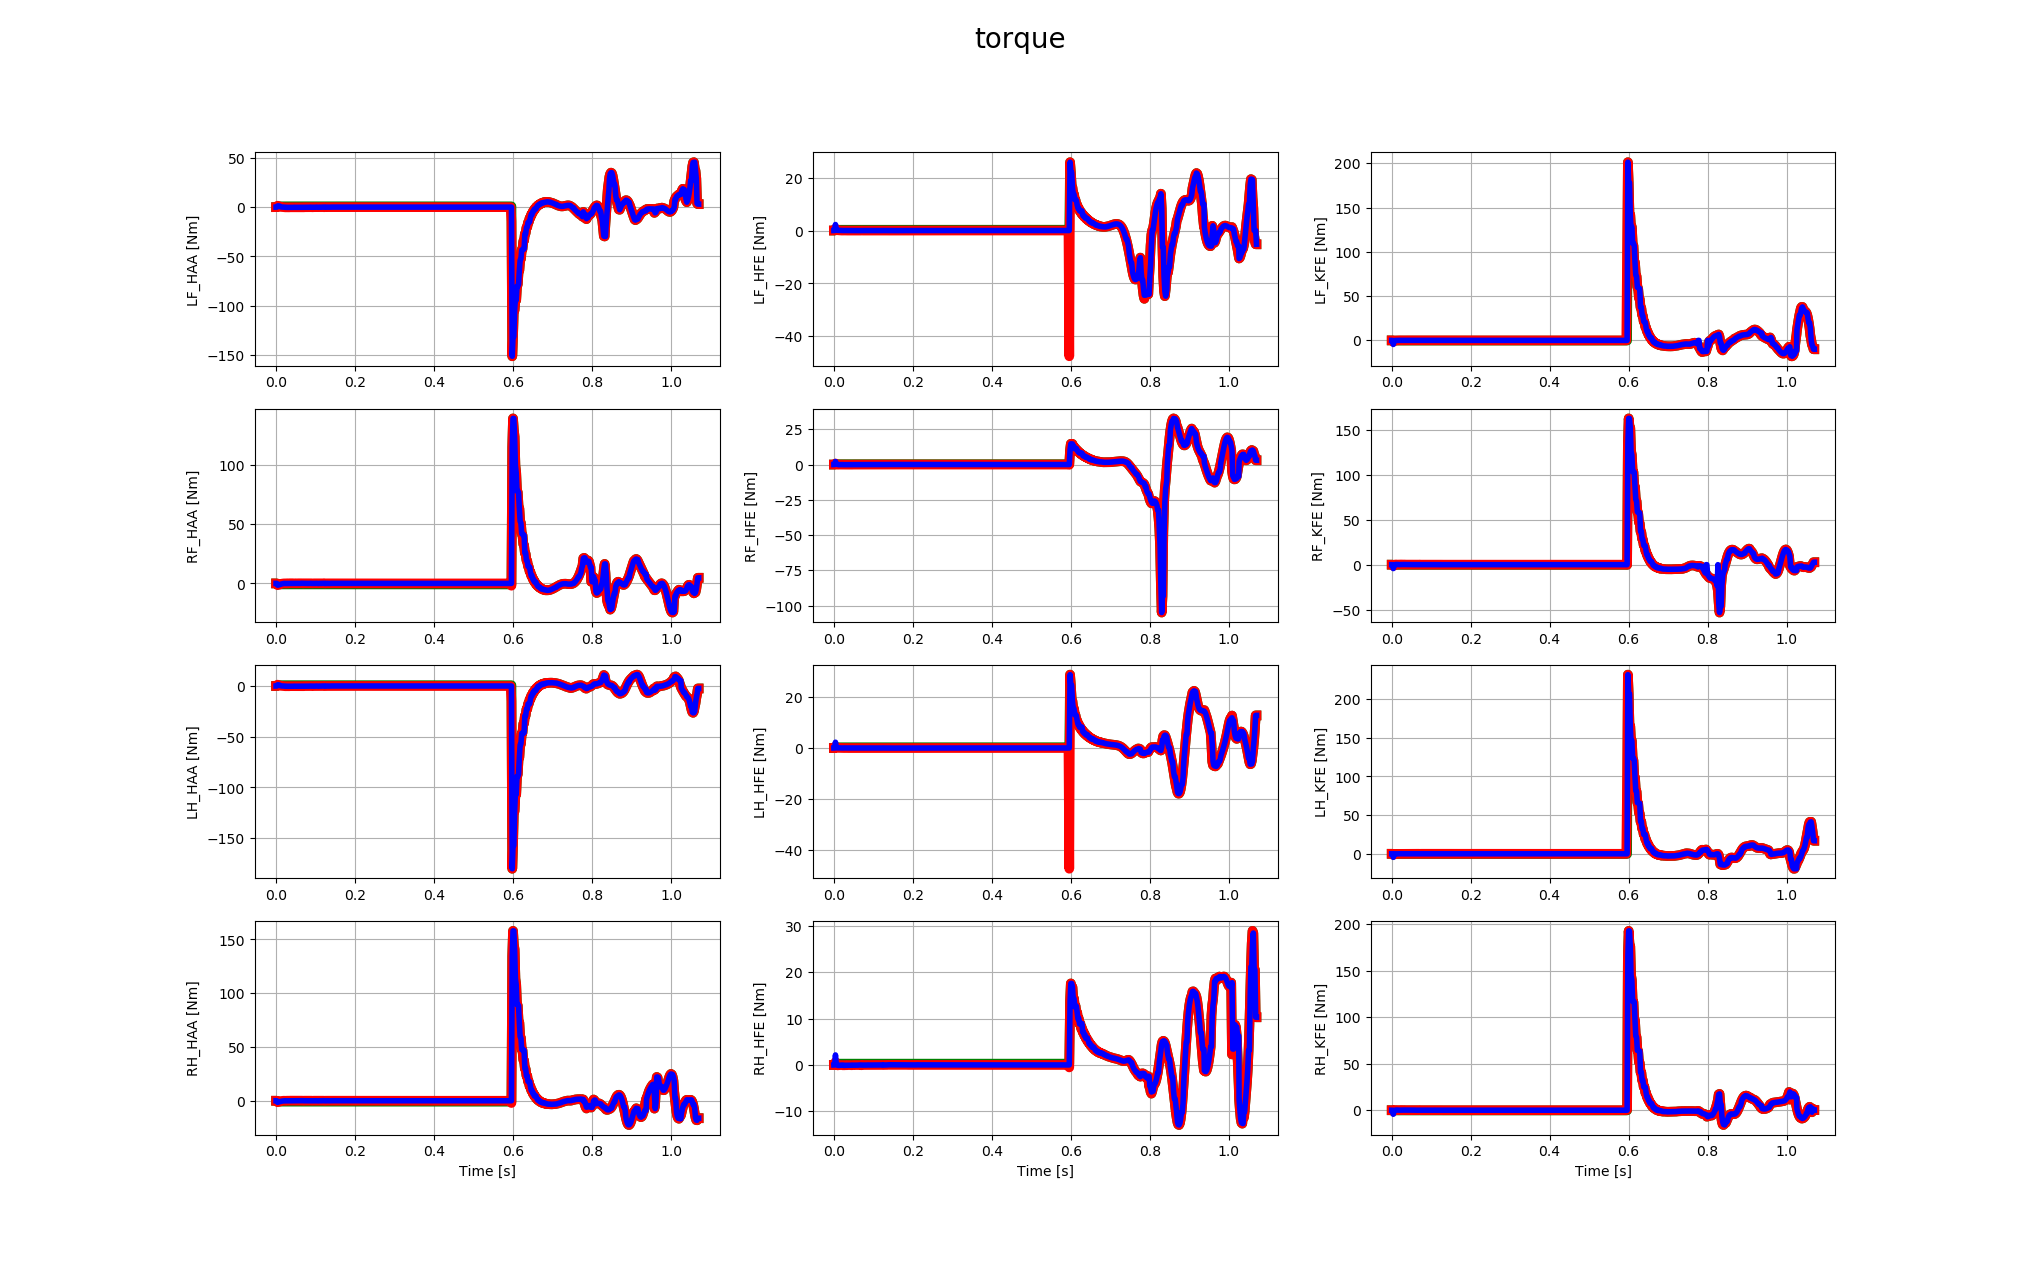 torque
LF_HAA [Nm]
50
0
−50
−100
−150
0.0 0.2 0.4 0.6 0.8 1.0
LF_HFE [Nm]
20
0
−20
−40
0.0 0.2 0.4 0.6 0.8 1.0
LF_KFE [Nm]
200
150
100
50
0
0.0 0.2 0.4 0.6 0.8 1.0
RF_HAA [Nm]
100
50
0
0.0 0.2 0.4 0.6 0.8 1.0
RF_HFE [Nm]
25
0
−25
−50
−75
−100
0.0 0.2 0.4 0.6 0.8 1.0
RF_KFE [Nm]
150
100
50
0
−50
0.0 0.2 0.4 0.6 0.8 1.0
LH_HAA [Nm]
0
−50
−100
−150
0.0 0.2 0.4 0.6 0.8 1.0
LH_HFE [Nm]
20
0
−20
−40
0.0 0.2 0.4 0.6 0.8 1.0
LH_KFE [Nm]
200
150
100
50
0
0.0 0.2 0.4 0.6 0.8 1.0
RH_HAA [Nm]
150
100
50
0
0.0 0.2 0.4 0.6 0.8 1.0
Time [s]
RH_HFE [Nm]
30
20
10
0
−10
0.0 0.2 0.4 0.6 0.8 1.0
Time [s]
RH_KFE [Nm]
200
150
100
50
0
0.0 0.2 0.4 0.6 0.8 1.0
Time [s]